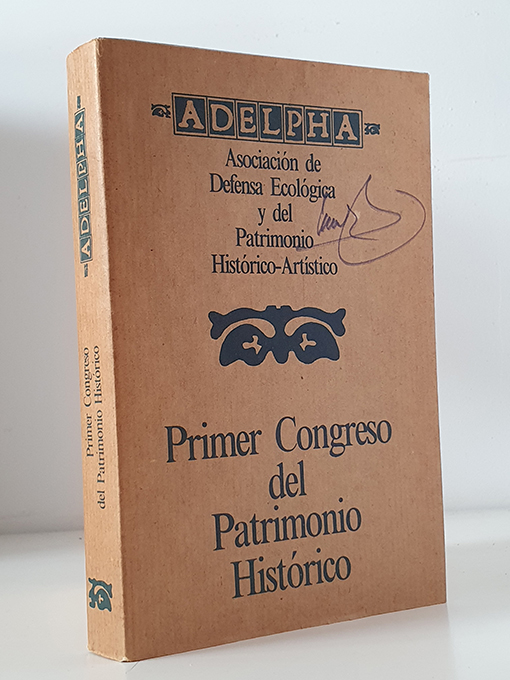 ADELPHA
Asociación de
Defensa Ecológica
y del
Patrimonio
Histórico-Artístico
Primer Congreso
del
Patrimonio
Histórico
ADELPHA
Primer Congreso
del Patrimonio Histórico